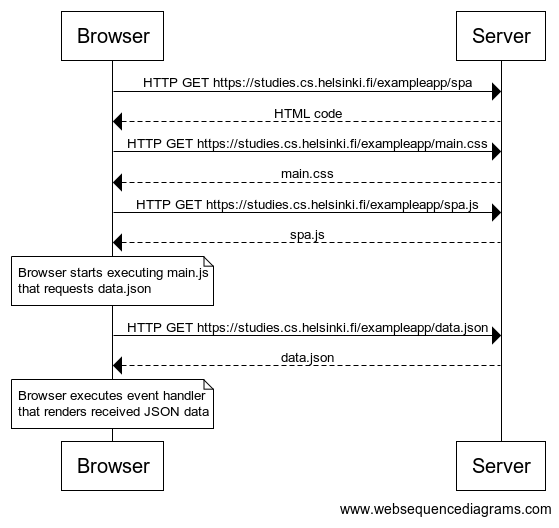 Browser
Server
HTTP GET https://studies.cs.helsinki.fi/exampleapp/spa
HTML code
HTTP GET https://studies.cs.helsinki.fi/exampleapp/main.css
main.css
HTTP GET https://studies.cs.helsinki.fi/exampleapp/spa.js
spa.js
Browser starts executing main.js
that requests data.json
HTTP GET https://studies.cs.helsinki.fi/exampleapp/data.json
data.json
Browser executes event handler
that renders received JSON data
Browser
Server
www.websequencediagrams.com